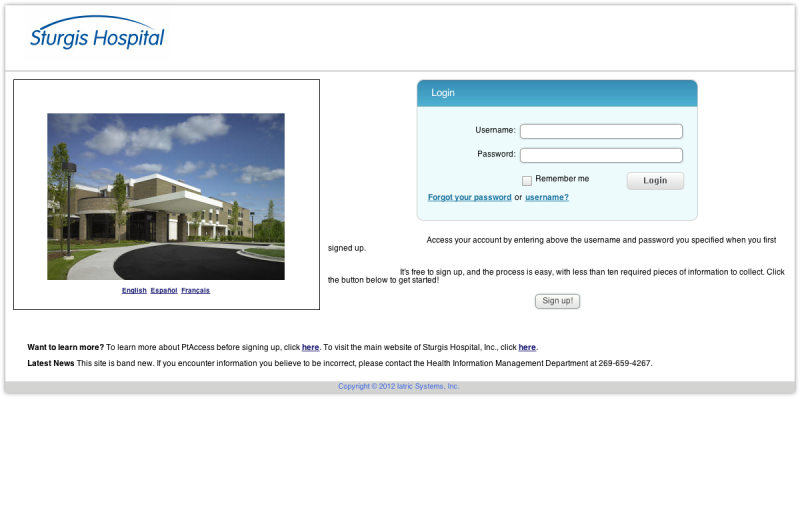 Sturgis Hospital
Login
Username:
Password:
Remember me
Login
Forgot your password or username?
English Español Français
Access your account by entering above the username and password you specified when you first
signed up.
It's free to sign up, and the process is easy, with less than ten required pieces of information to collect. Click
the button below to get started!
Sign up!
Want to learn more? To learn more about PtAccess before signing up, click here. To visit the main website of Sturgis Hospital, Inc., click here.
Latest News This site is band new. If you encounter information you believe to be incorrect, please contact the Health Information Management Department at 269-659-4267.
Copyright © 2012 Iatric Systems, Inc.